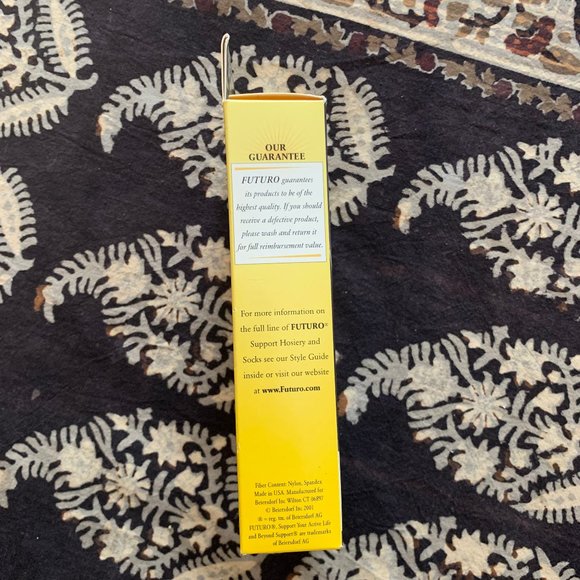 OUR
GUARANTEE
FUTURO guarantees
its products to be of the
highest quality. If you should
receive a defective product,
please wash and return it
for full reimbursement value.
For more information on
the full line of FUTURO®
Support Hosiery and
Socks see our Style Guide
inside or visit our website
at www.Futuro.com
Fiber Content: Nylon, Spandex
Made in USA Manufactured for
Beiersdorf Inc Wilton, CT 06897
© Beiersdorf Inc 2001
® = reg. tm. of Beiersdorf AG
FUTURO®, Support Your Active Life
and Beyond Support® are trademarks
of Beiersdorf AG